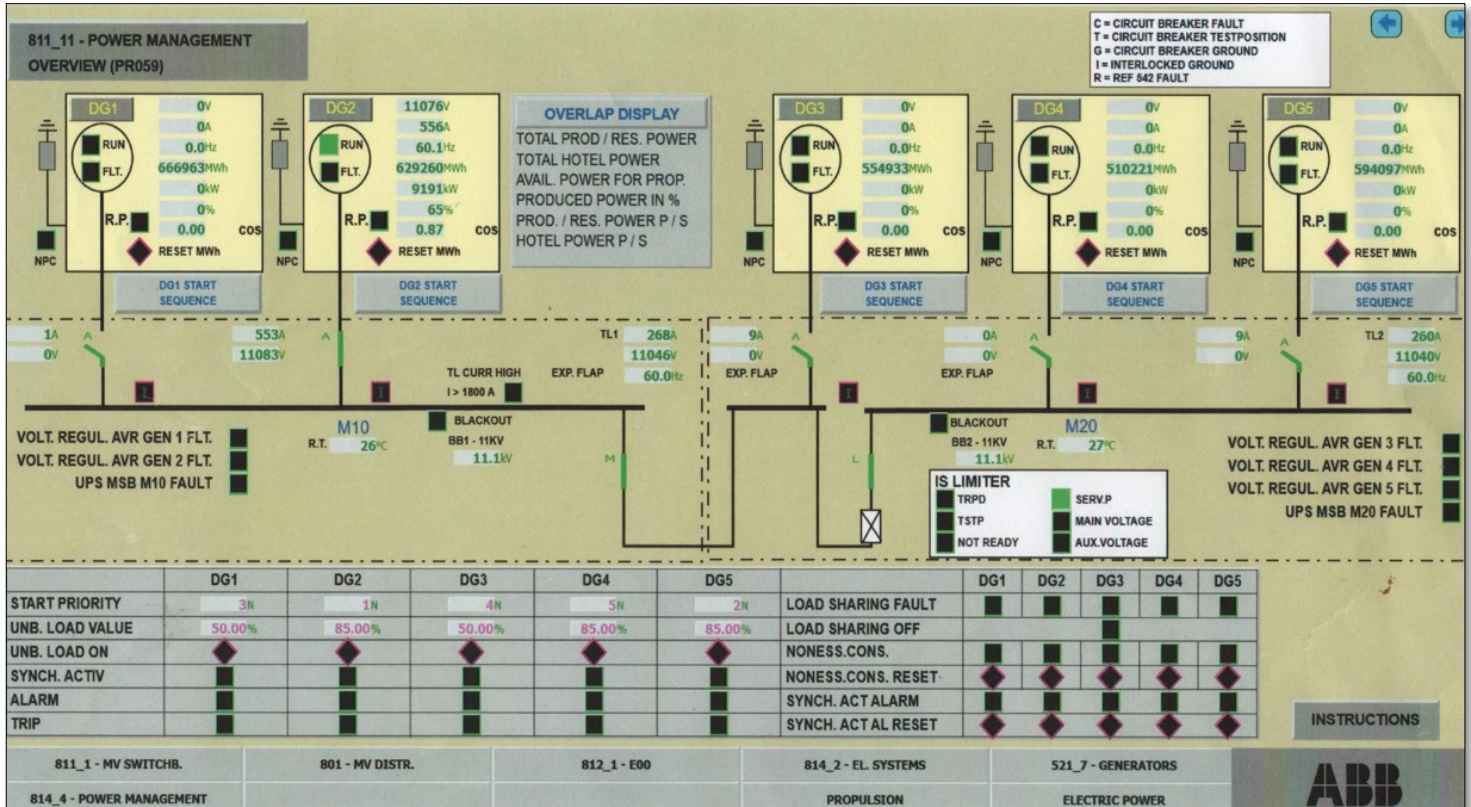 811_11 - POWER MANAGEMENT
OVERVIEW (PR059)
C = CIRCUIT BREAKER FAULT
T = CIRCUIT BREAKER TESTPOSITION
G = CIRCUIT BREAKER GROUND
I = INTERLOCKED GROUND
R = REF 542 FAULT
DG1
0V
0A
RUN
0.0Hz
FLT.
666963MWh
0kW
0%
R.P.
0.00
COS
RESET MWh
NPC
DG1 START
SEQUENCE
DG2
11076V
556A
RUN
60.1Hz
FLT.
629260MWh
9191kW
65%
R.P.
0.87
COS
RESET MWh
NPC
DG2 START
SEQUENCE
OVERLAP DISPLAY
TOTAL PROD / RES. POWER
TOTAL HOTEL POWER
AVAIL. POWER FOR PROP.
PRODUCED POWER IN %
PROD. / RES. POWER P / S
HOTEL POWER P / S
DG3
0V
0A
RUN
0.0Hz
FLT.
554933MWh
0kW
0%
R.P.
0.00
COS
RESET MWh
NPC
DG3 START
SEQUENCE
DG4
0V
0A
RUN
0.0Hz
FLT.
510221MWh
0kW
0%
R.P.
0.00
COS
RESET MWh
NPC
DG4 START
SEQUENCE
DG5
0V
0A
RUN
0.0Hz
FLT.
594097MWh
0kW
0%
R.P.
0.00
COS
RESET MWh
NPC
DG5 START
SEQUENCE
1A A
0V
553A A
11083V
TL1 268A
11046V
60.0Hz
TL CURR HIGH
I > 1800 A
EXP. FLAP
9A A
0V
EXP. FLAP
0A A
0V
EXP. FLAP
9A A
0V
TL2 260A
11040V
60.0Hz
I I I I I
M10
R.T. 26°C
BLACKOUT
BB1 - 11KV
11.1kV
M
L
BLACKOUT
BB2 - 11KV
11.1kV
M20
R.T. 27°C
VOLT. REGUL. AVR GEN 1 FLT.
VOLT. REGUL. AVR GEN 2 FLT.
UPS MSB M10 FAULT
VOLT. REGUL. AVR GEN 3 FLT.
VOLT. REGUL. AVR GEN 4 FLT.
VOLT. REGUL. AVR GEN 5 FLT.
UPS MSB M20 FAULT
IS LIMITER
TRPD SERV.P
TSTP MAIN VOLTAGE
NOT READY AUX.VOLTAGE
DG1 DG2 DG3 DG4 DG5
START PRIORITY 3N 1N 4N 5N 2N
UNB. LOAD VALUE 50.00% 85.00% 50.00% 85.00% 85.00%
UNB. LOAD ON
SYNCH. ACTIV
ALARM
TRIP
DG1 DG2 DG3 DG4 DG5
LOAD SHARING FAULT
LOAD SHARING OFF
NONESS.CONS.
NONESS.CONS. RESET
SYNCH. ACT ALARM
SYNCH. ACT AL RESET
INSTRUCTIONS
811_1 - MV SWITCHB. 801 - MV DISTR. 812_1 - E00 814_2 - EL. SYSTEMS 521_7 - GENERATORS
814_4 - POWER MANAGEMENT PROPULSION ELECTRIC POWER
ABB